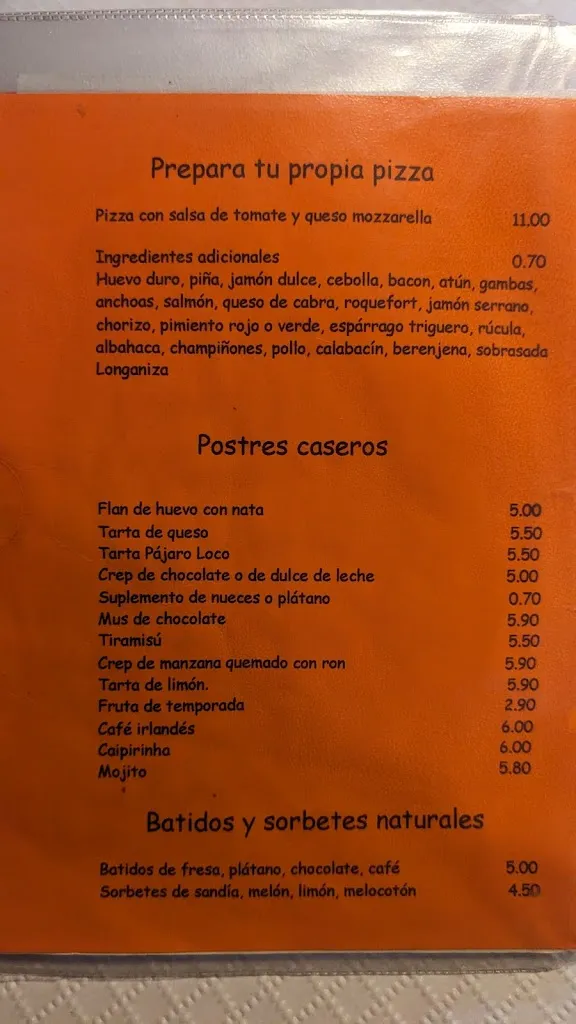 Prepara tu propia pizza
Pizza con salsa de tomate y queso mozzarella 11.00
Ingredientes adicionales 0.70
Huevo duro, piña, jamón dulce, cebolla, bacon, atún, gambas,
anchoas, salmón, queso de cabra, roquefort, jamón serrano,
chorizo, pimiento rojo o verde, espárrago triguero, rúcula,
albahaca, champiñones, pollo, calabacín, berenjena, sobrasada
Longaniza
Postres caseros
Flan de huevo con nata 5.00
Tarta de queso 5.50
Tarta Pájaro Loco 5.50
Crep de chocolate o de dulce de leche 5.00
Suplemento de nueces o plátano 0.70
Mus de chocolate 5.90
Tiramisú 5.50
Crep de manzana quemado con ron 5.90
Tarta de limón. 5.90
Fruta de temporada 2.90
Café irlandés 6.00
Caipirinha 6.00
Mojito 5.80
Batidos y sorbetes naturales
Batidos de fresa, plátano, chocolate, café 5.00
Sorbetes de sandía, melón, limón, melocotón 4.50